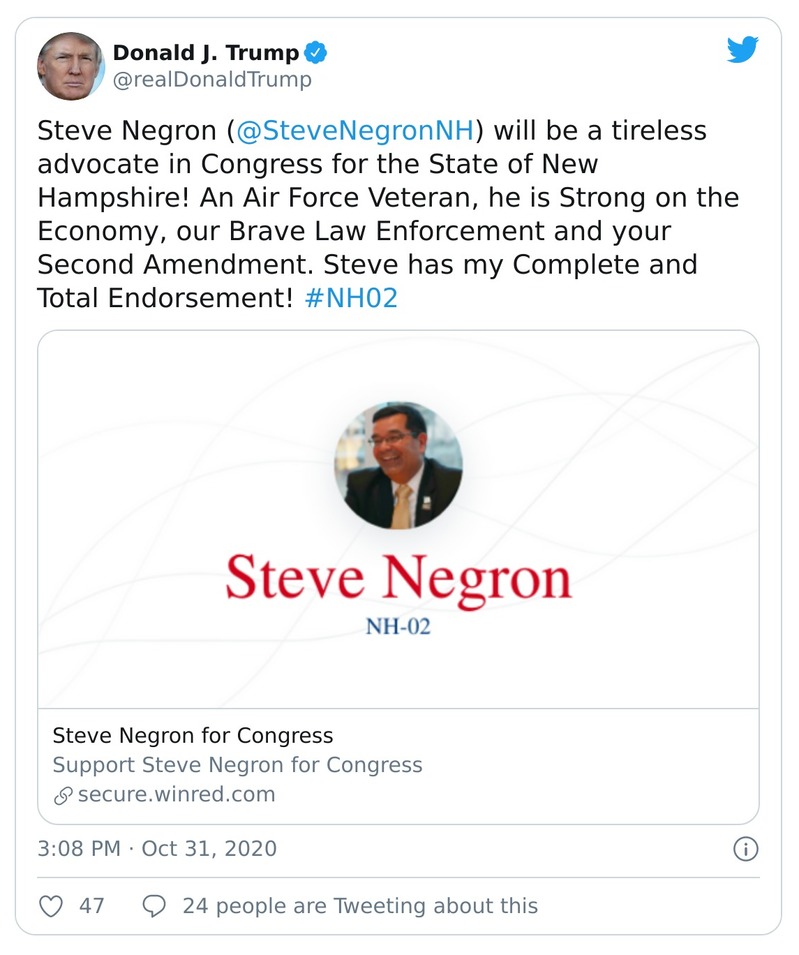 Donald J. Trump
@realDonaldTrump
Steve Negron (@SteveNegronNH) will be a tireless
advocate in Congress for the State of New
Hampshire! An Air Force Veteran, he is Strong on the
Economy, our Brave Law Enforcement and your
Second Amendment. Steve has my Complete and
Total Endorsement! #NH02
Steve Negron
NH-02
Steve Negron for Congress
Support Steve Negron for Congress
secure.winred.com
3:08 PM · Oct 31, 2020
47 24 people are Tweeting about this